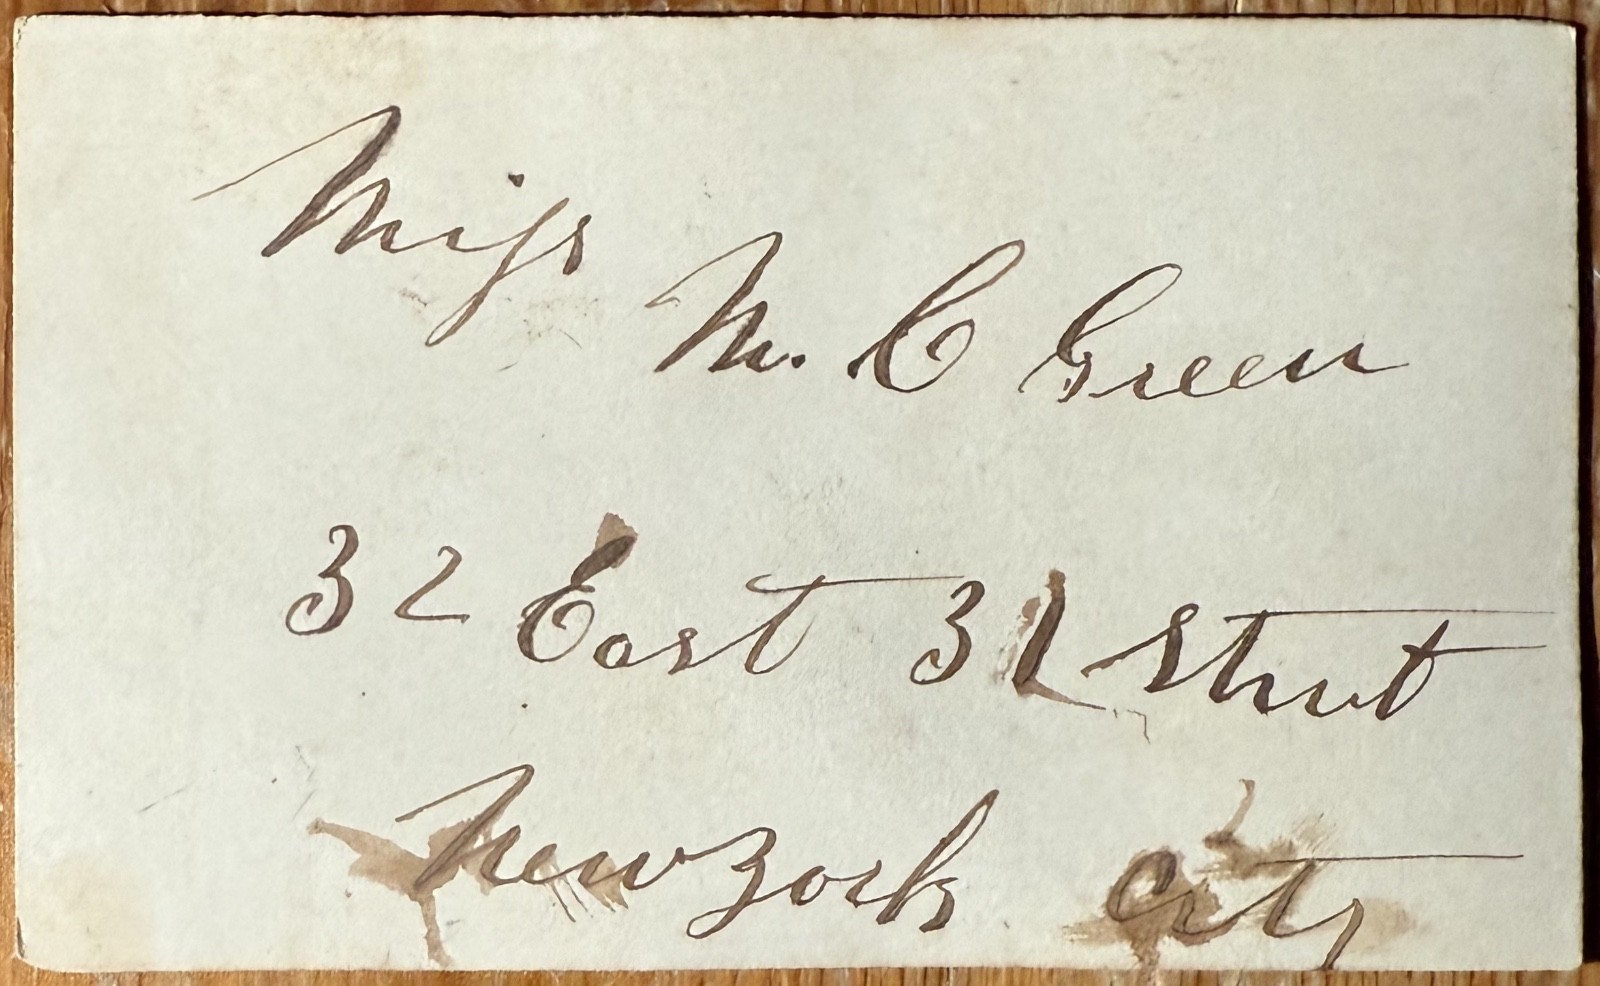 Miss
M. C Green
32 East 31 Street
New York City